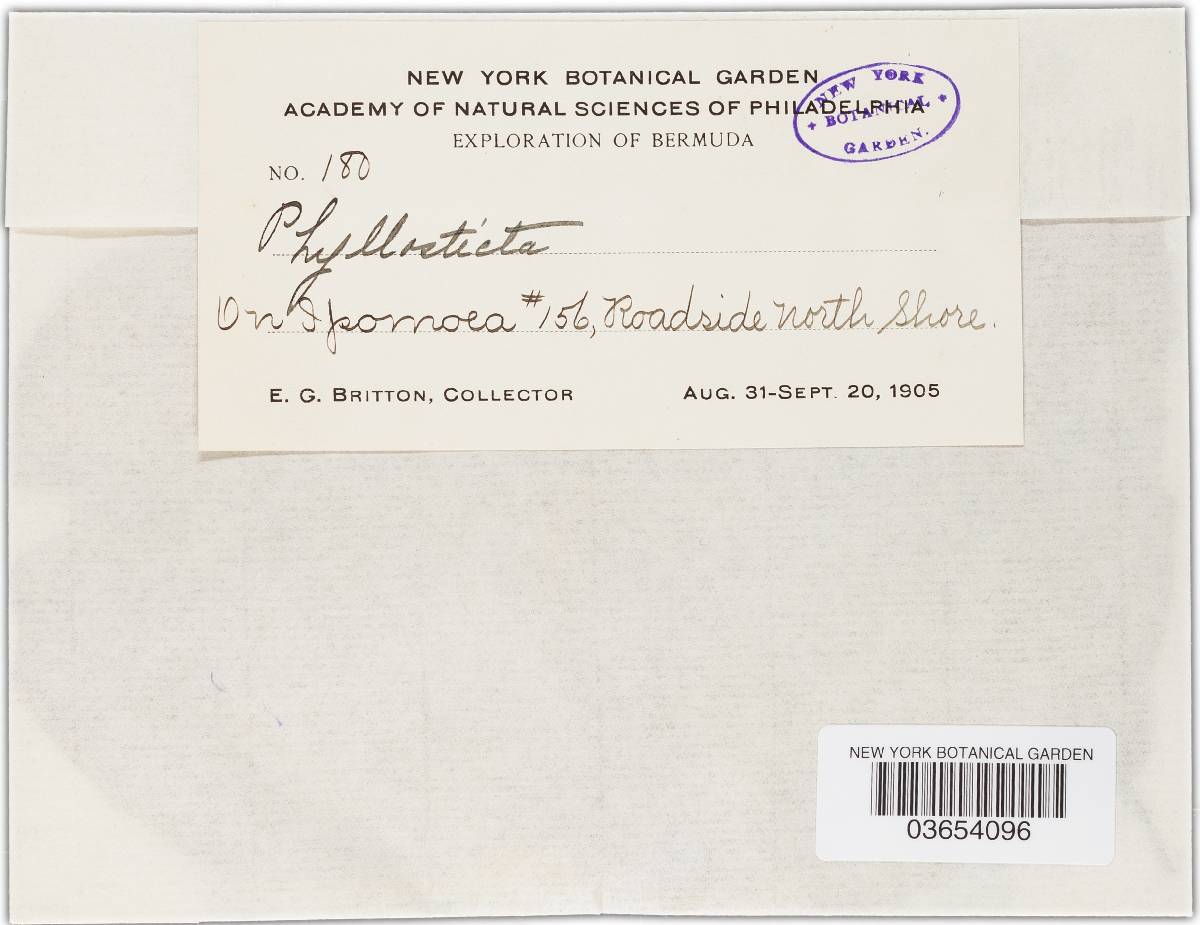 NEW YORK BOTANICAL GARDEN
ACADEMY OF NATURAL SCIENCES OF PHILADELPHIA
EXPLORATION OF BERMUDA
NEW YORK
BOTANICAL
GARDEN.
NO. 180
Phyllosticta
On Ipomoea #156, Roadside North Shore.
E. G. BRITTON, COLLECTOR AUG. 31-SEPT. 20, 1905
NEW YORK BOTANICAL GARDEN
03654096